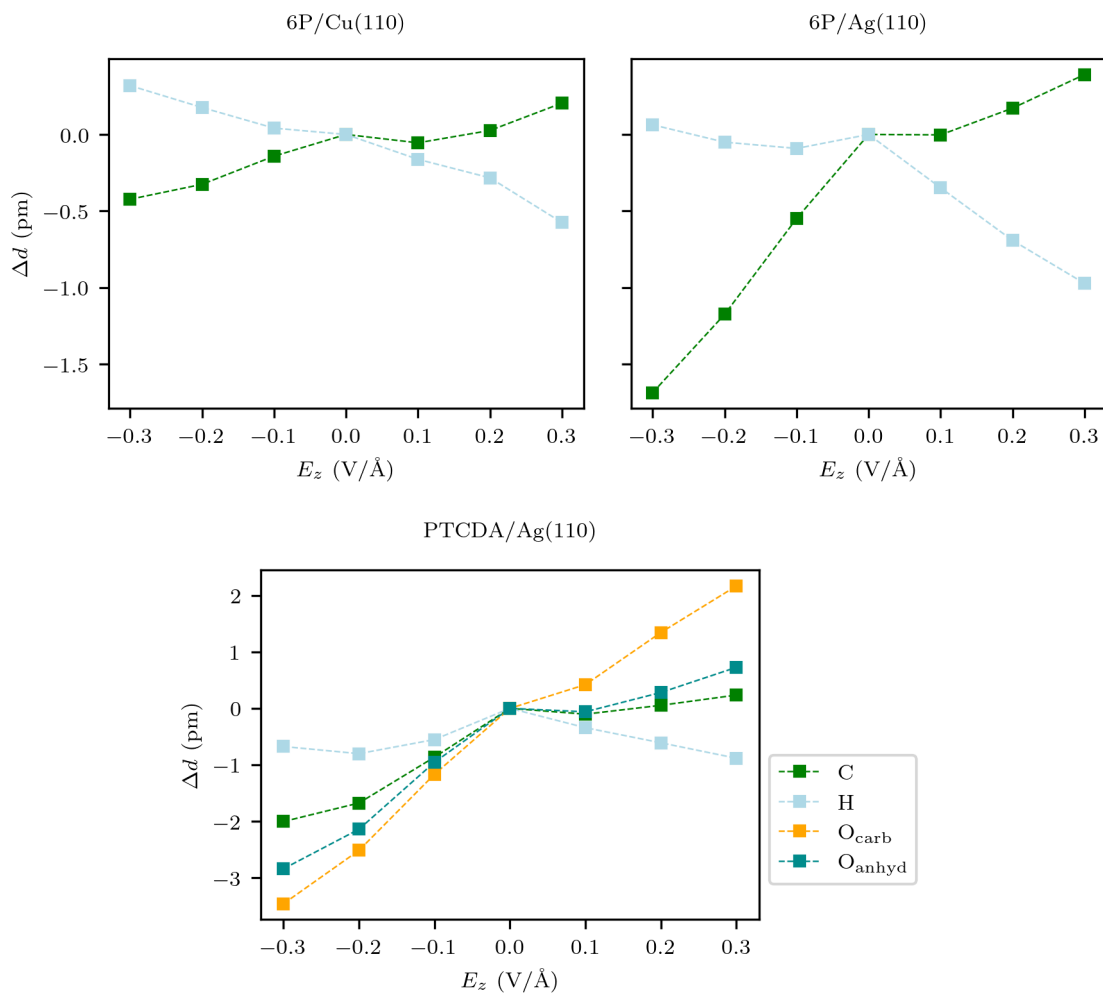 6P/Cu(110)
6P/Ag(110)
0.0
−0.5
−1.0
−1.5
Δd (pm)
−0.3 −0.2 −0.1 0.0 0.1 0.2 0.3
E_z (V/Å)
−0.3 −0.2 −0.1 0.0 0.1 0.2 0.3
E_z (V/Å)
PTCDA/Ag(110)
2
1
0
−1
−2
−3
Δd (pm)
−0.3 −0.2 −0.1 0.0 0.1 0.2 0.3
E_z (V/Å)
C
H
O_carb
O_anhyd